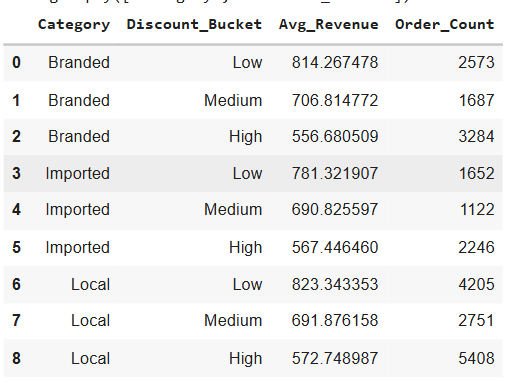 Category Discount_Bucket Avg_Revenue Order_Count
0 Branded Low 814.267478 2573
1 Branded Medium 706.814772 1687
2 Branded High 556.680509 3284
3 Imported Low 781.321907 1652
4 Imported Medium 690.825597 1122
5 Imported High 567.446460 2246
6 Local Low 823.343353 4205
7 Local Medium 691.876158 2751
8 Local High 572.748987 5408